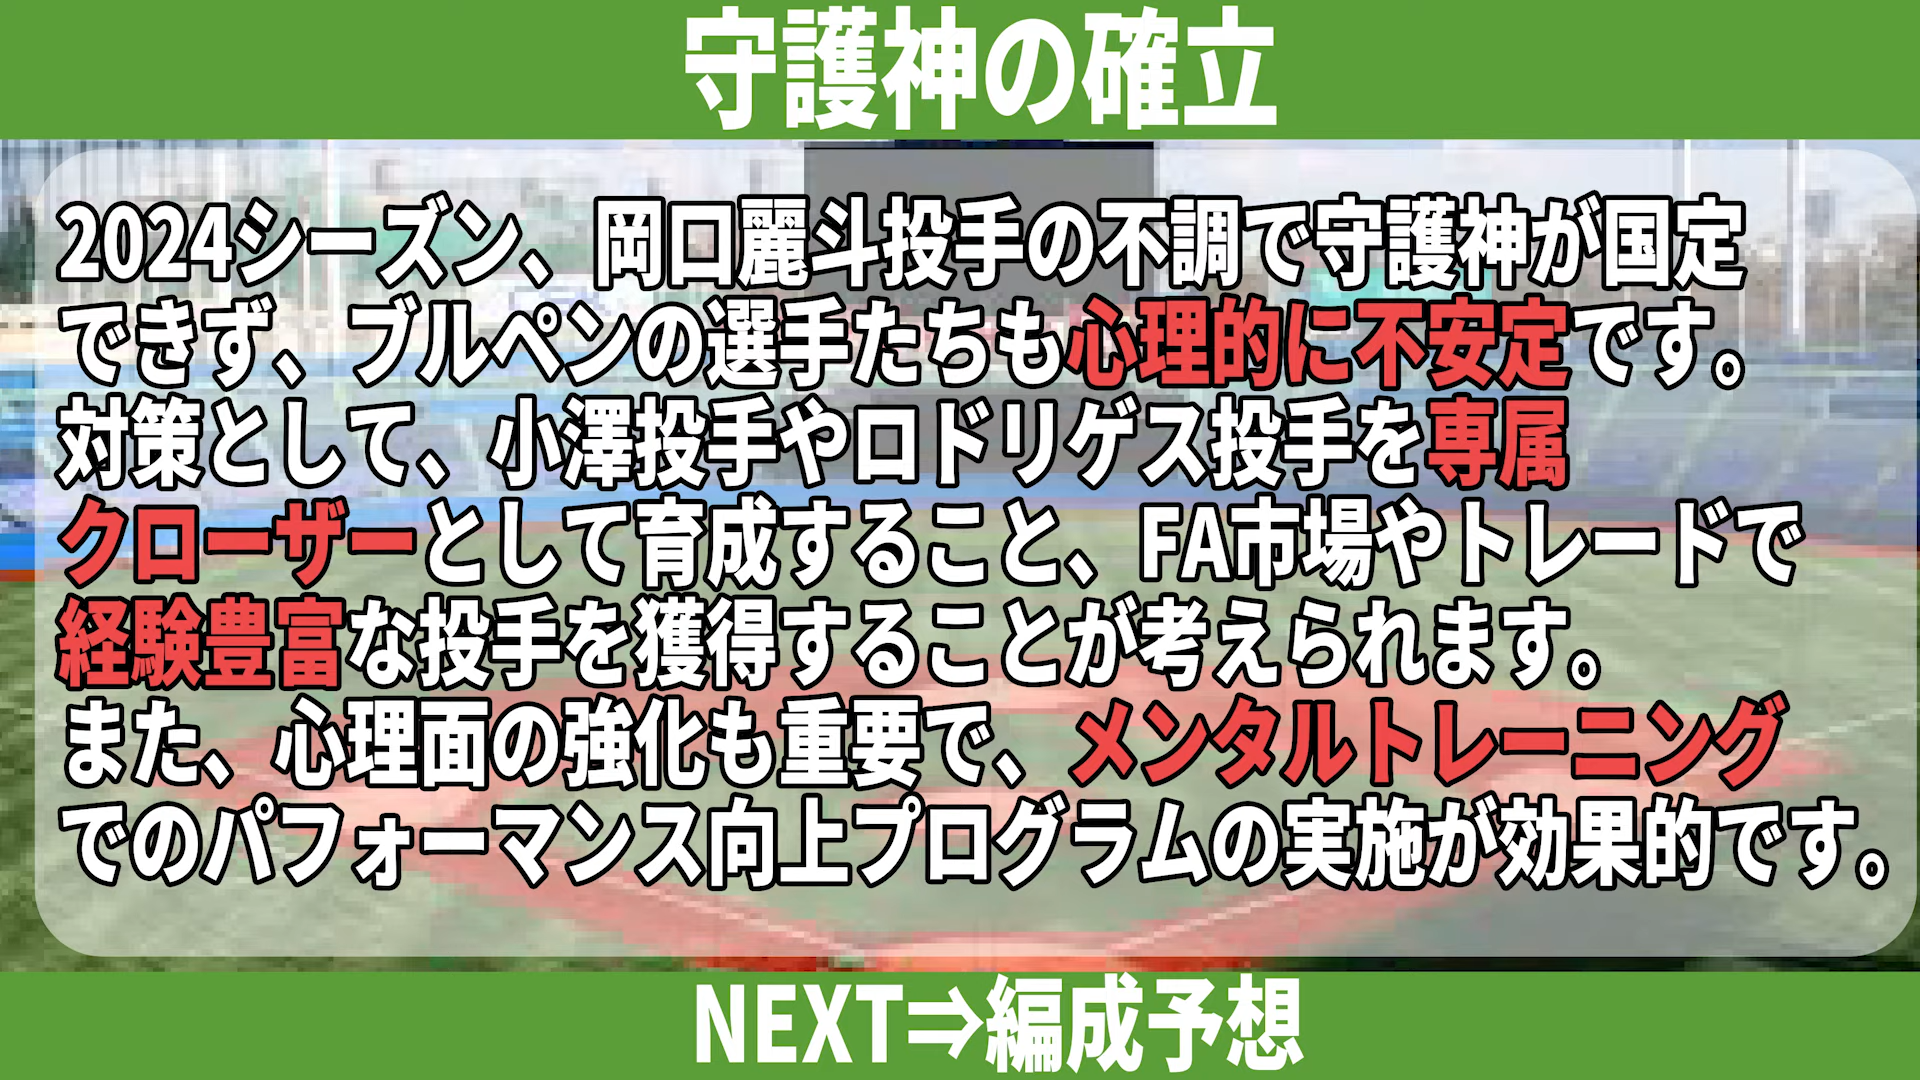 守護神の確立
2024シーズン、岡口麗斗投手の不調で守護神が国定
できず、ブルペンの選手たちも心理的に不安定です。
対策として、小澤投手やロドリゲス投手を専属
クローザーとして育成すること、FA市場やトレードで
経験豊富な投手を獲得することが考えられます。
また、心理面の強化も重要で、メンタルトレーニング
でのパフォーマンス向上プログラムの実施が効果的です。
NEXT⇒編成予想